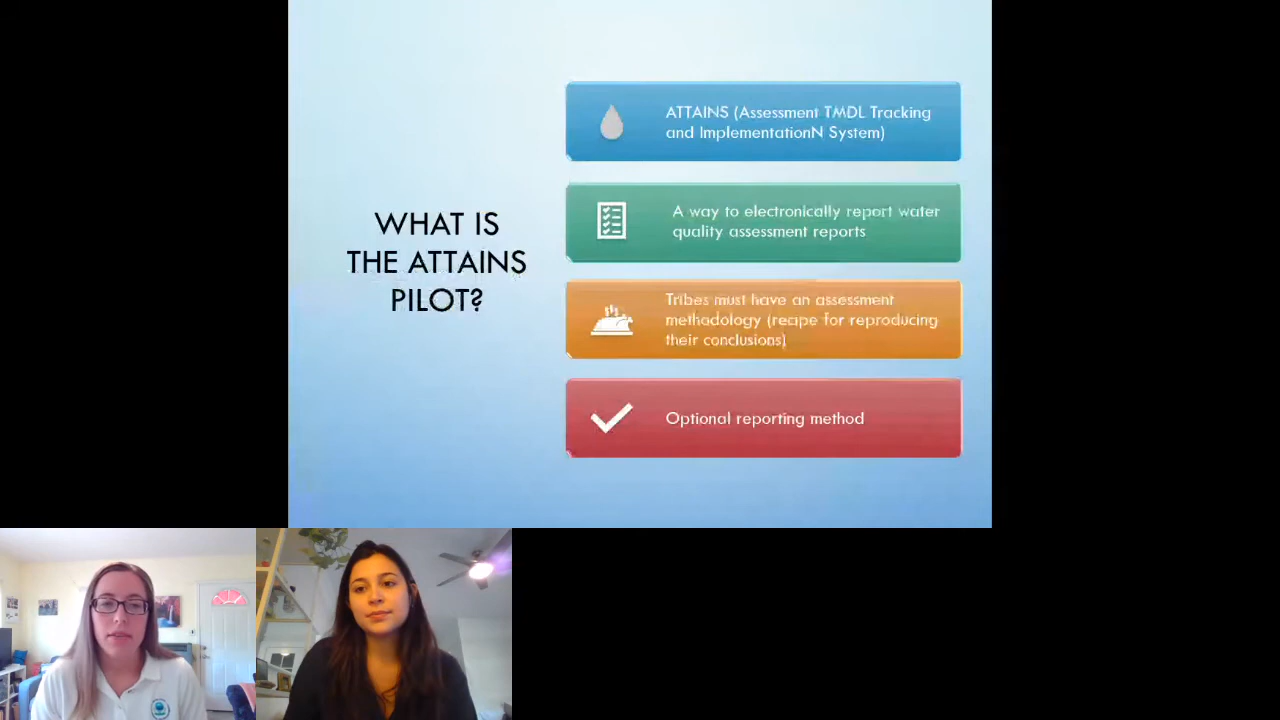 WHAT IS
THE ATTAINS
PILOT?
ATTAINS (Assessment TMDL Tracking
and ImplementationN System)
A way to electronically report water
quality assessment reports
Tribes must have an assessment
methodology (recipe for reproducing
their conclusions)
Optional reporting method